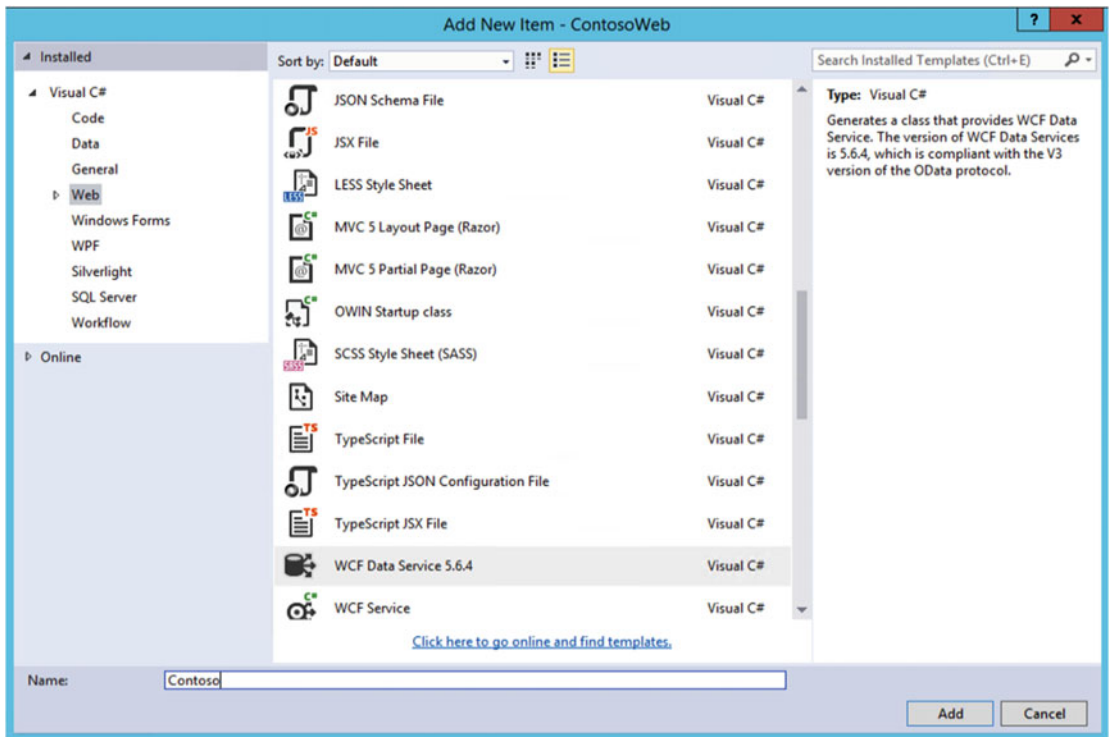 Add New Item - ContosoWeb
? x
Installed
Sort by: Default
Search Installed Templates (Ctrl+E)
Visual C#
Code
Data
General
Web
Windows Forms
WPF
Silverlight
SQL Server
Workflow
Online
JSON Schema File Visual C#
JS
JSX File Visual C#
LESS
LESS Style Sheet Visual C#
C#
@
MVC 5 Layout Page (Razor) Visual C#
C#
@
MVC 5 Partial Page (Razor) Visual C#
C#
OWIN Startup class Visual C#
SCSS Style Sheet (SASS) Visual C#
Site Map Visual C#
TS
TypeScript File Visual C#
TypeScript JSON Configuration File Visual C#
TS
TypeScript JSX File Visual C#
WCF Data Service 5.6.4 Visual C#
C#
WCF Service Visual C#
Click here to go online and find templates.
Type: Visual C#
Generates a class that provides WCF Data
Service. The version of WCF Data Services
is 5.6.4, which is compliant with the V3
version of the OData protocol.
Name: Contoso
Add Cancel